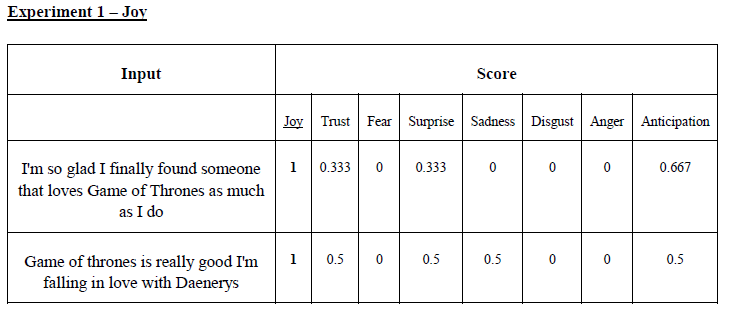 Experiment 1 – Joy
Input Score
Joy Trust Fear Surprise Sadness Disgust Anger Anticipation
I'm so glad I finally found someone 1 0.333 0 0.333 0 0 0 0.667
that loves Game of Thrones as much
as I do
Game of thrones is really good I'm 1 0.5 0 0.5 0.5 0 0 0.5
falling in love with Daenerys